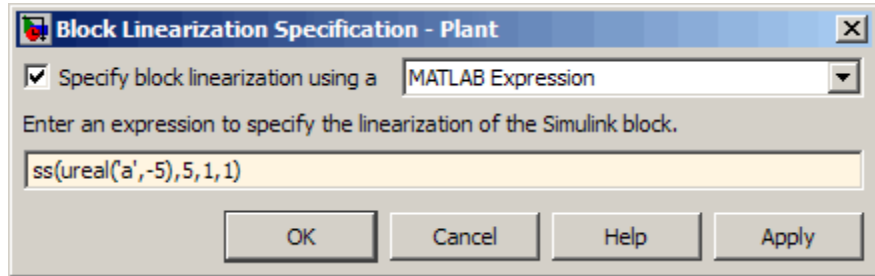 Block Linearization Specification - Plant
Specify block linearization using a MATLAB Expression
Enter an expression to specify the linearization of the Simulink block.
ss(ureal('a',-5),5,1,1)
OK Cancel Help Apply